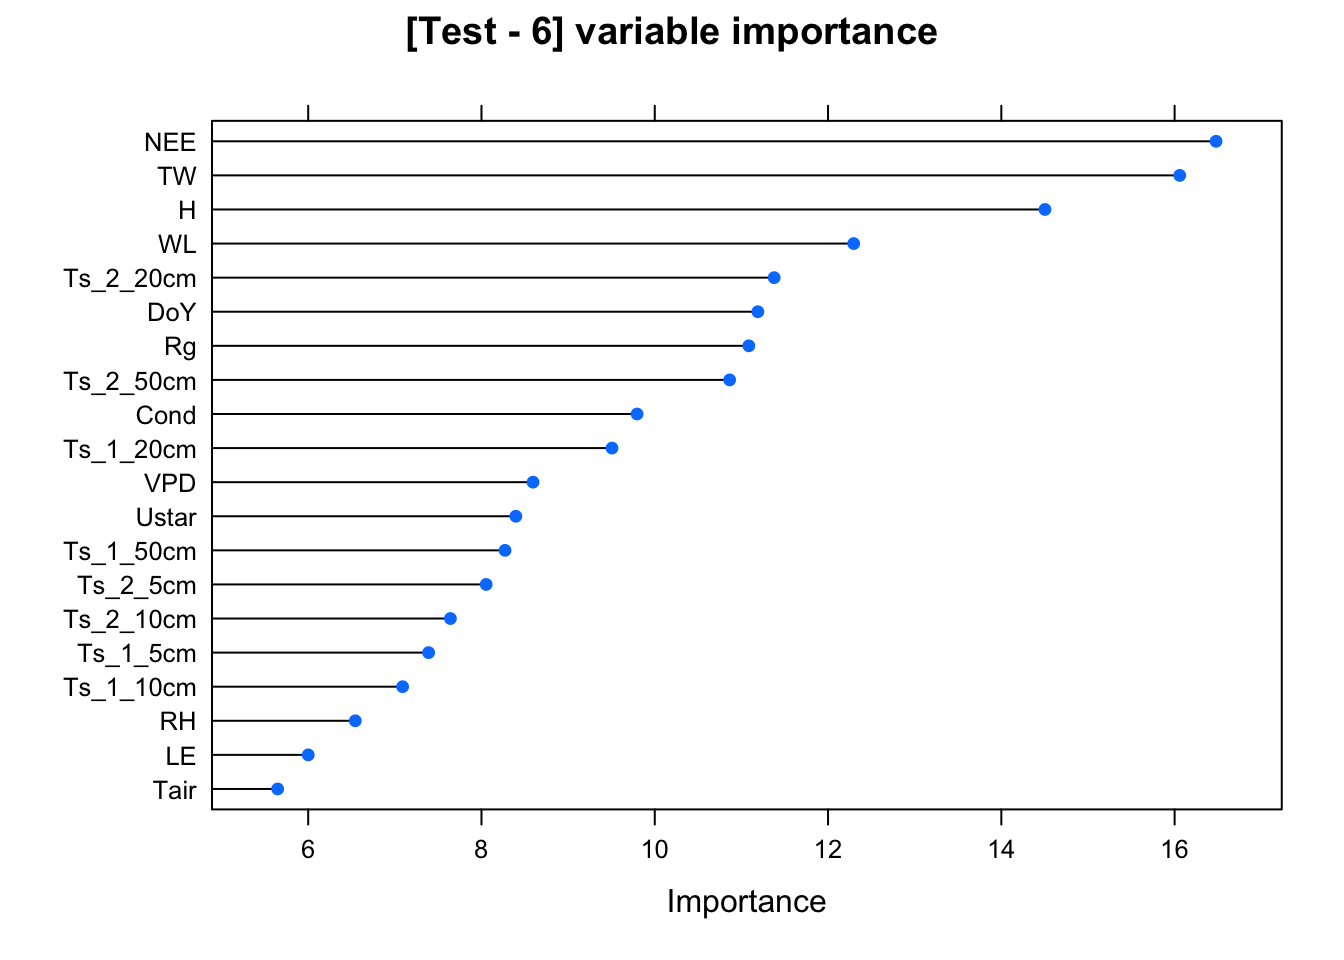 [Test - 6] variable importance
NEE
TW
H
WL
Ts_2_20cm
DoY
Rg
Ts_2_50cm
Cond
Ts_1_20cm
VPD
Ustar
Ts_1_50cm
Ts_2_5cm
Ts_2_10cm
Ts_1_5cm
Ts_1_10cm
RH
LE
Tair
6 8 10 12 14 16
Importance